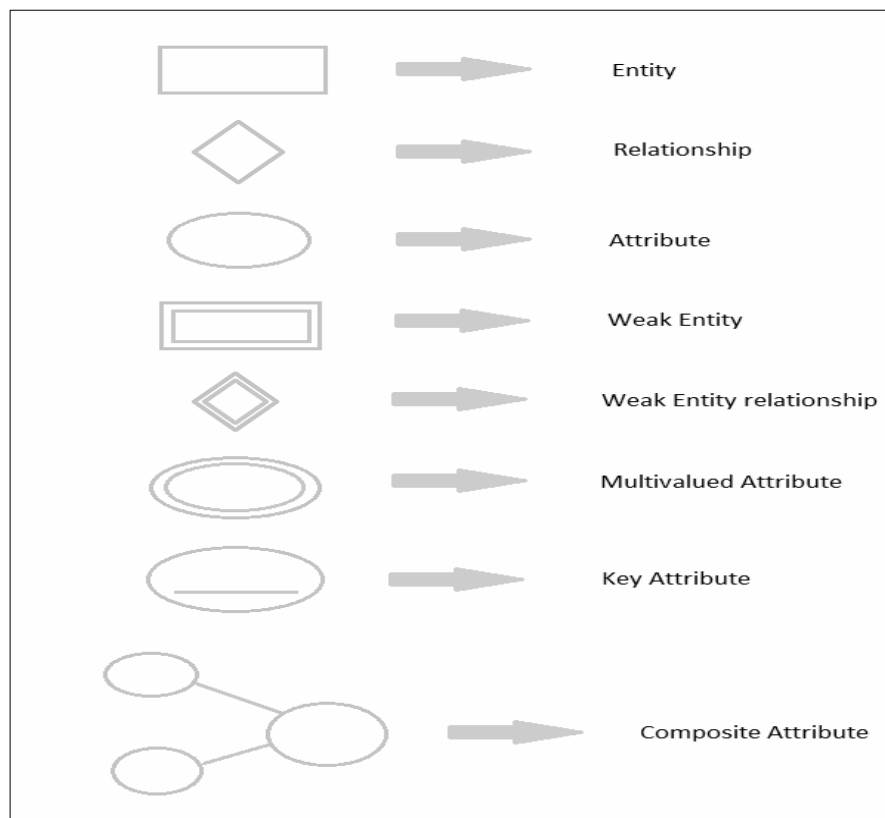 Entity
Relationship
Attribute
Weak Entity
Weak Entity relationship
Multivalued Attribute
Key Attribute
Composite Attribute